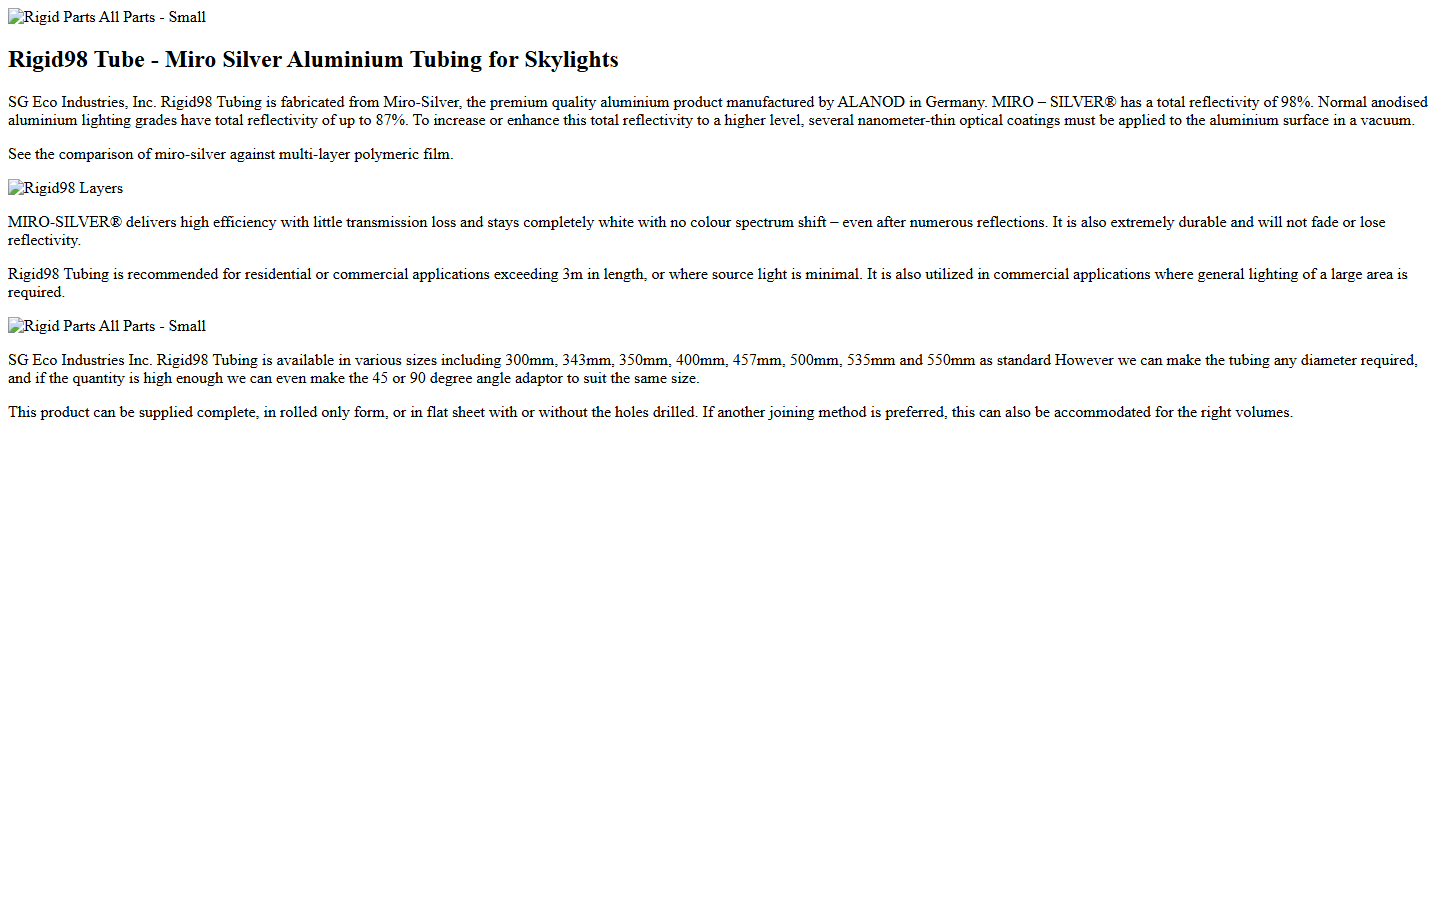 Rigid Parts All Parts - Small
Rigid98 Tube - Miro Silver Aluminium Tubing for Skylights
SG Eco Industries, Inc. Rigid98 Tubing is fabricated from Miro-Silver, the premium quality aluminium product manufactured by ALANOD in Germany. MIRO – SILVER® has a total reflectivity of 98%. Normal anodised
aluminium lighting grades have total reflectivity of up to 87%. To increase or enhance this total reflectivity to a higher level, several nanometer-thin optical coatings must be applied to the aluminium surface in a vacuum.
See the comparison of miro-silver against multi-layer polymeric film.
Rigid98 Layers
MIRO-SILVER® delivers high efficiency with little transmission loss and stays completely white with no colour spectrum shift – even after numerous reflections. It is also extremely durable and will not fade or lose
reflectivity.
Rigid98 Tubing is recommended for residential or commercial applications exceeding 3m in length, or where source light is minimal. It is also utilized in commercial applications where general lighting of a large area is
required.
Rigid Parts All Parts - Small
SG Eco Industries Inc. Rigid98 Tubing is available in various sizes including 300mm, 343mm, 350mm, 400mm, 457mm, 500mm, 535mm and 550mm as standard However we can make the tubing any diameter required,
and if the quantity is high enough we can even make the 45 or 90 degree angle adaptor to suit the same size.
This product can be supplied complete, in rolled only form, or in flat sheet with or without the holes drilled. If another joining method is preferred, this can also be accommodated for the right volumes.